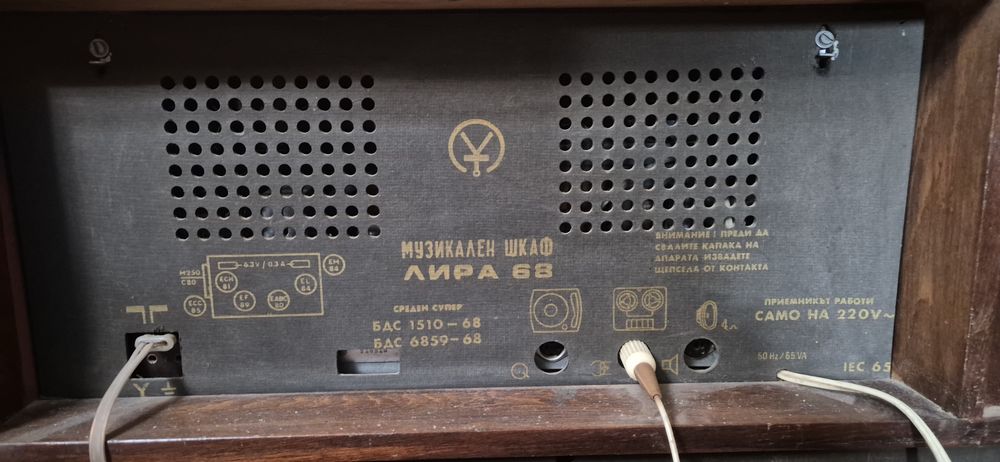 МУЗИКАЛЕН ШКАФ
ЛИРА 68
СРЕДЕН СУПЕР
БДС 1510-68
БДС 6859-68
ВНИМАНИЕ! ПРЕДИ ДА
СВАЛИТЕ КАПАКА НА
АПАРАТА ИЗВАДЕТЕ
ЩЕПСЕЛА ОТ КОНТАКТА
ПРИЕМНИКЪТ РАБОТИ
САМО НА 220V~
50 Hz/65 VA
IEC 65
6,3V/0,3A
M250
C80
ECC
85
ECH
81
EF
89
EABC
80
EL
84
EM
84
4Ω